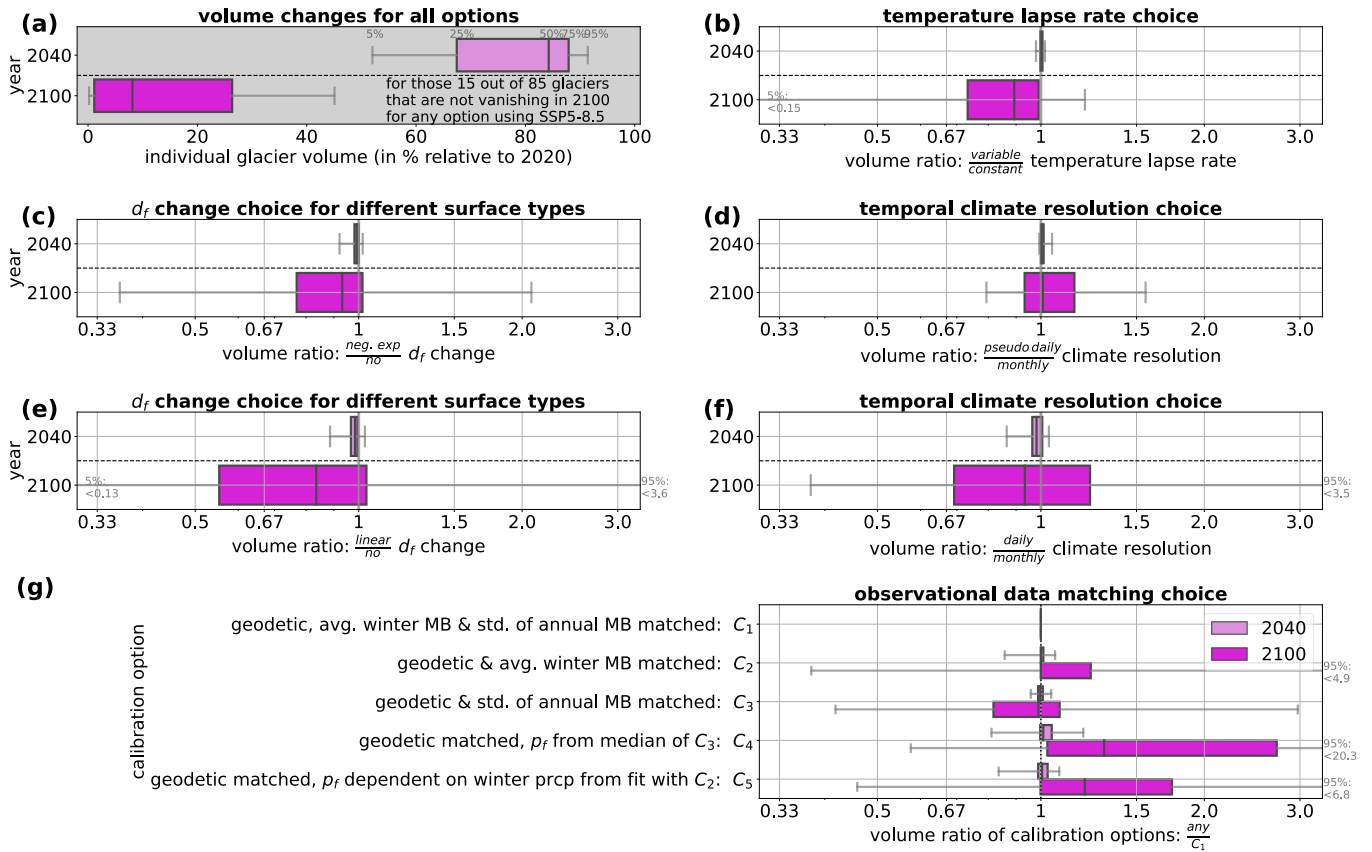 (a)
volume changes for all options
5%
25%
50%
75%
95%
year
2040
2100
for those 15 out of 85 glaciers
that are not vanishing in 2100
for any option using SSP5-8.5
0 20 40 60 80 100
individual glacier volume (in % relative to 2020)
(b)
temperature lapse rate choice
2040
2100
5%:
<0.15
0.33 0.5 0.67 1 1.5 2.0 3.0
volume ratio: variable/constant temperature lapse rate
(c)
d_f change choice for different surface types
year
2040
2100
0.33 0.5 0.67 1 1.5 2.0 3.0
volume ratio: neg. exp/no d_f change
(d)
temporal climate resolution choice
2040
2100
0.33 0.5 0.67 1 1.5 2.0 3.0
volume ratio: pseudo daily/monthly climate resolution
(e)
d_f change choice for different surface types
year
2040
2100
5%:
<0.13
95%:
<3.6
0.33 0.5 0.67 1 1.5 2.0 3.0
volume ratio: linear/no d_f change
(f)
temporal climate resolution choice
2040
2100
95%:
<3.5
0.33 0.5 0.67 1 1.5 2.0 3.0
volume ratio: daily/monthly climate resolution
(g)
observational data matching choice
calibration option
geodetic, avg. winter MB & std. of annual MB matched: C_1
geodetic & avg. winter MB matched: C_2
geodetic & std. of annual MB matched: C_3
geodetic matched, p_f from median of C_3: C_4
geodetic matched, p_f dependent on winter prcp from fit with C_2: C_5
2040
2100
95%:
<4.9
95%:
<20.3
95%:
<6.8
0.33 0.5 0.67 1 1.5 2.0 3.0
volume ratio of calibration options: any/C_1